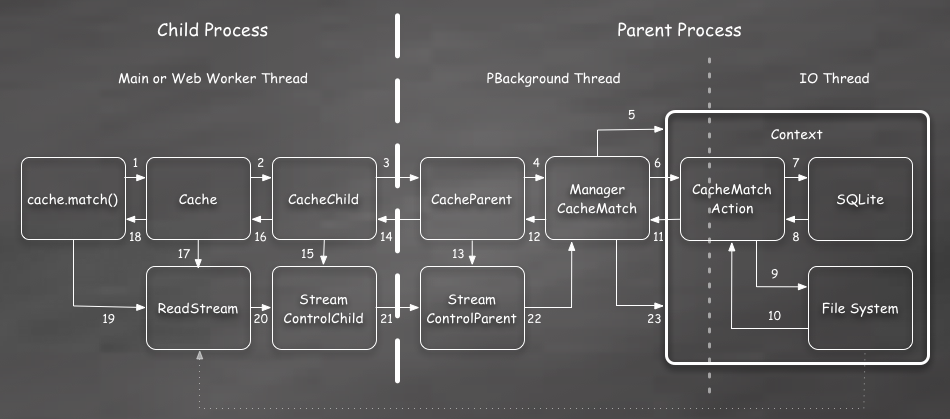 Child Process
Parent Process
Main or Web Worker Thread
PBackground Thread
IO Thread
5
Context
1
2
3
4
6
7
cache.match()
Cache
CacheChild
CacheParent
Manager
CacheMatch
CacheMatch
Action
SQLite
18
16
14
12
11
8
17
15
13
9
ReadStream
Stream
ControlChild
Stream
ControlParent
File System
19
20
21
22
23
10